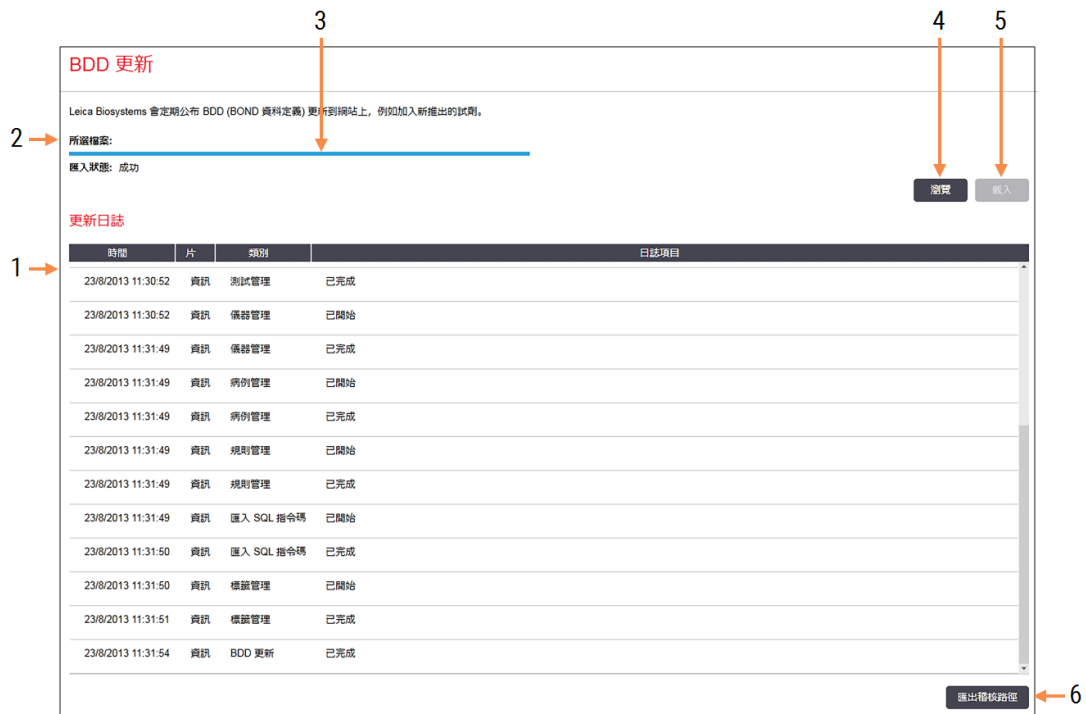 3 4 5
BDD 更新
Leica Biosystems 會定期公布 BDD (BOND 資料定義) 更新到網站上，例如加入新推出的試劑。
2 所選檔案:
匯入狀態: 成功
瀏覽 載入
更新日誌
時間 片 類別 日誌項目
1
23/8/2013 11:30:52 資訊 測試管理 已完成
23/8/2013 11:30:52 資訊 儀器管理 已開始
23/8/2013 11:31:49 資訊 儀器管理 已完成
23/8/2013 11:31:49 資訊 病例管理 已開始
23/8/2013 11:31:49 資訊 病例管理 已完成
23/8/2013 11:31:49 資訊 規則管理 已開始
23/8/2013 11:31:49 資訊 規則管理 已完成
23/8/2013 11:31:49 資訊 匯入 SQL 指令碼 已開始
23/8/2013 11:31:50 資訊 匯入 SQL 指令碼 已完成
23/8/2013 11:31:50 資訊 標籤管理 已開始
23/8/2013 11:31:51 資訊 標籤管理 已完成
23/8/2013 11:31:54 資訊 BDD 更新 已完成
匯出稽核路徑 6